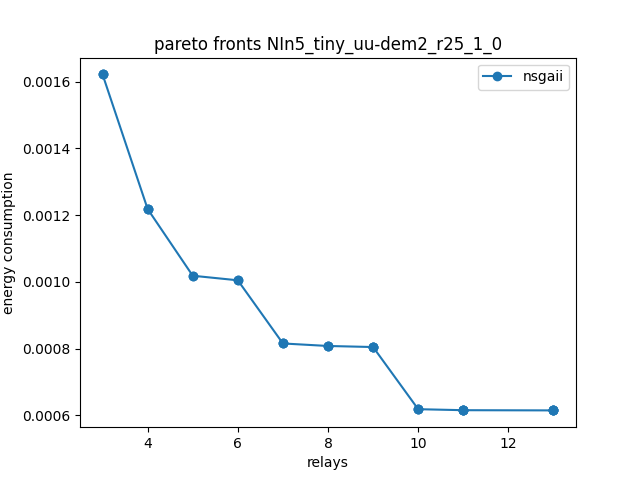 pareto fronts NIn5_tiny_uu-dem2_r25_1_0
nsgaii
0.0016
0.0014
0.0012
0.0010
0.0008
0.0006
energy consumption
4 6 8 10 12
relays